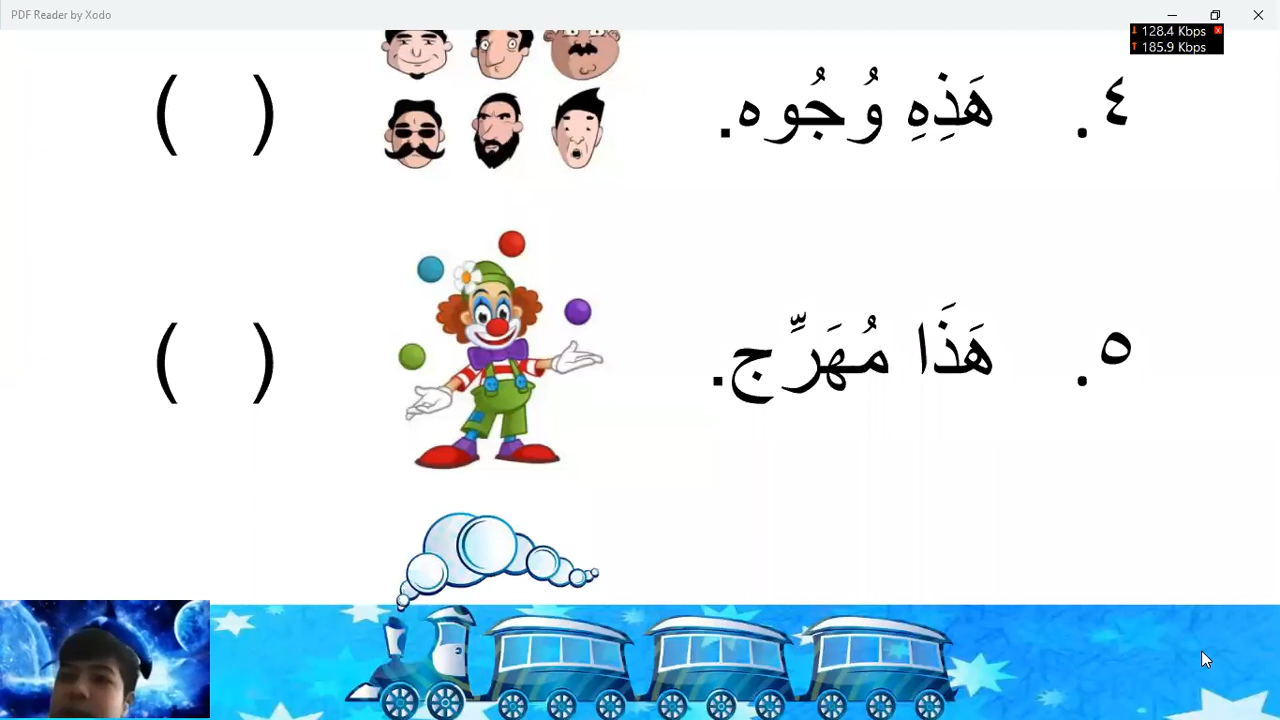 PDF Reader by Xodo
128.4 Kbps x
185.9 Kbps
٤. هَذِهِ وُجُوه. ( )
٥. هَذَا مُهَرِّج. ( )